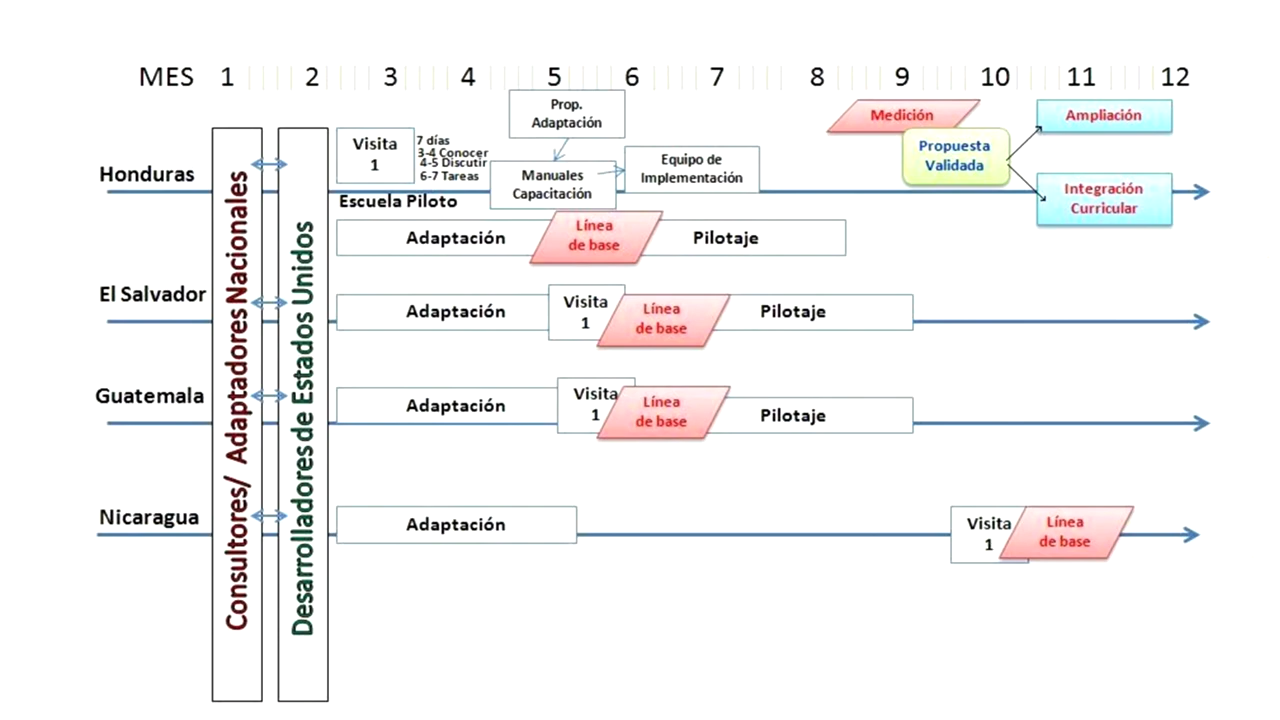 MES 1 2 3 4 5 6 7 8 9 10 11 12
Prop.
Adaptación
Medición
Ampliación
Visita
1
7 días
3-4 Conocer
4-5 Discutir
6-7 Tareas
Manuales
Capacitación
Equipo de
Implementación
Propuesta
Validada
Integración
Curricular
Honduras
Escuela Piloto
Adaptación
Línea
de base
Pilotaje
El Salvador
Adaptación
Visita
1
Línea
de base
Pilotaje
Guatemala
Adaptación
Visita
1
Línea
de base
Pilotaje
Nicaragua
Adaptación
Visita
1
Línea
de base
Consultores/ Adaptadores Nacionales
Desarrolladores de Estados Unidos